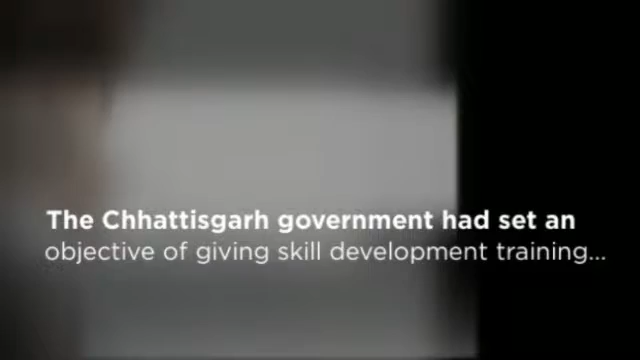 The Chhattisgarh government had set an
objective of giving skill development training...